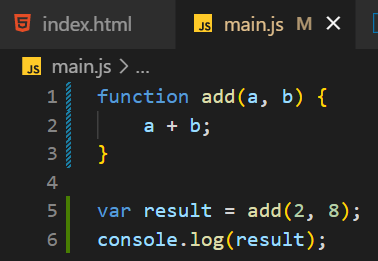 index.html main.js M
JS main.js > ...
1 function add(a, b) {
2     a + b;
3 }
4
5 var result = add(2, 8);
6 console.log(result);